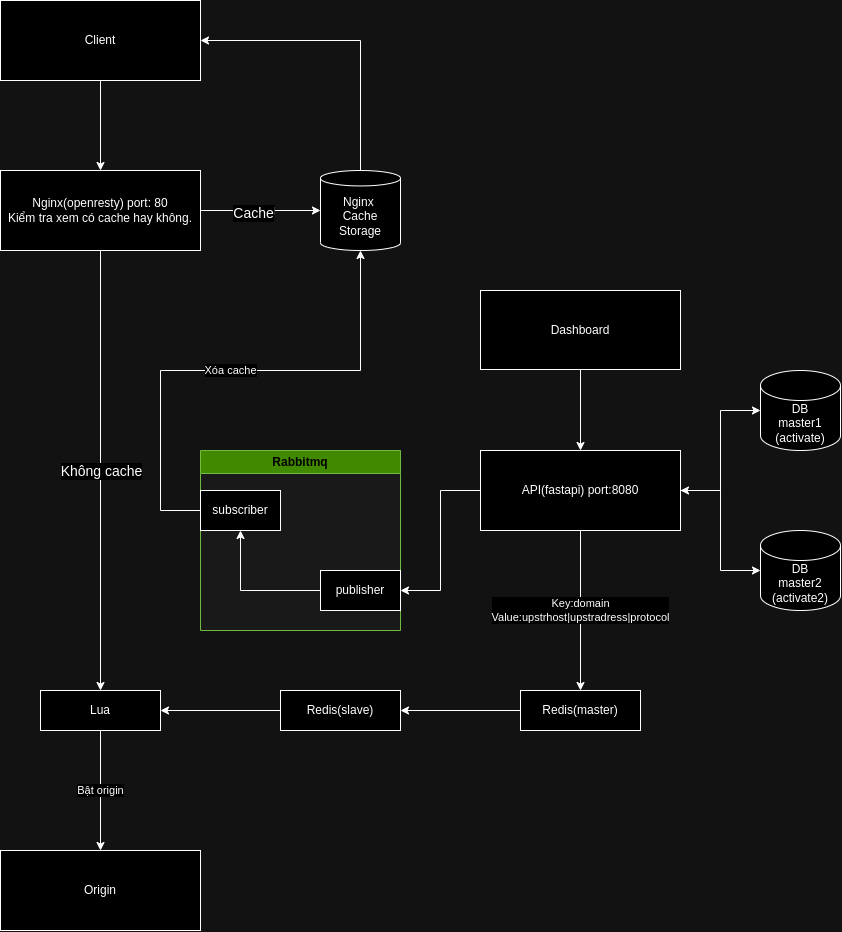 Client
Nginx(openresty) port: 80
Kiểm tra xem có cache hay không.
Cache
Nginx
Cache
Storage
Dashboard
Xóa cache
DB
master1
(activate)
Không cache
Rabbitmq
subscriber
API(fastapi) port:8080
publisher
DB
master2
(activate2)
Key:domain
Value:upstrhost|upstradress|protocol
Lua
Redis(slave)
Redis(master)
Bật origin
Origin